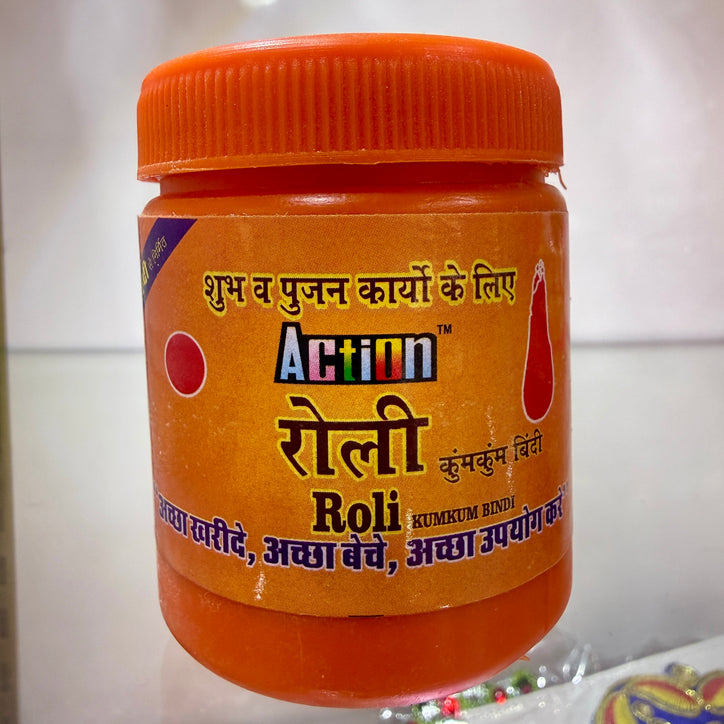 से निर्मित
शुभ व पुजन कार्यो के लिए
Action™
रोली कुंमकुंम बिंदी
Roli KUMKUM BINDI
"अच्छा खरीदे, अच्छा बेचे, अच्छा उपयोग करें"